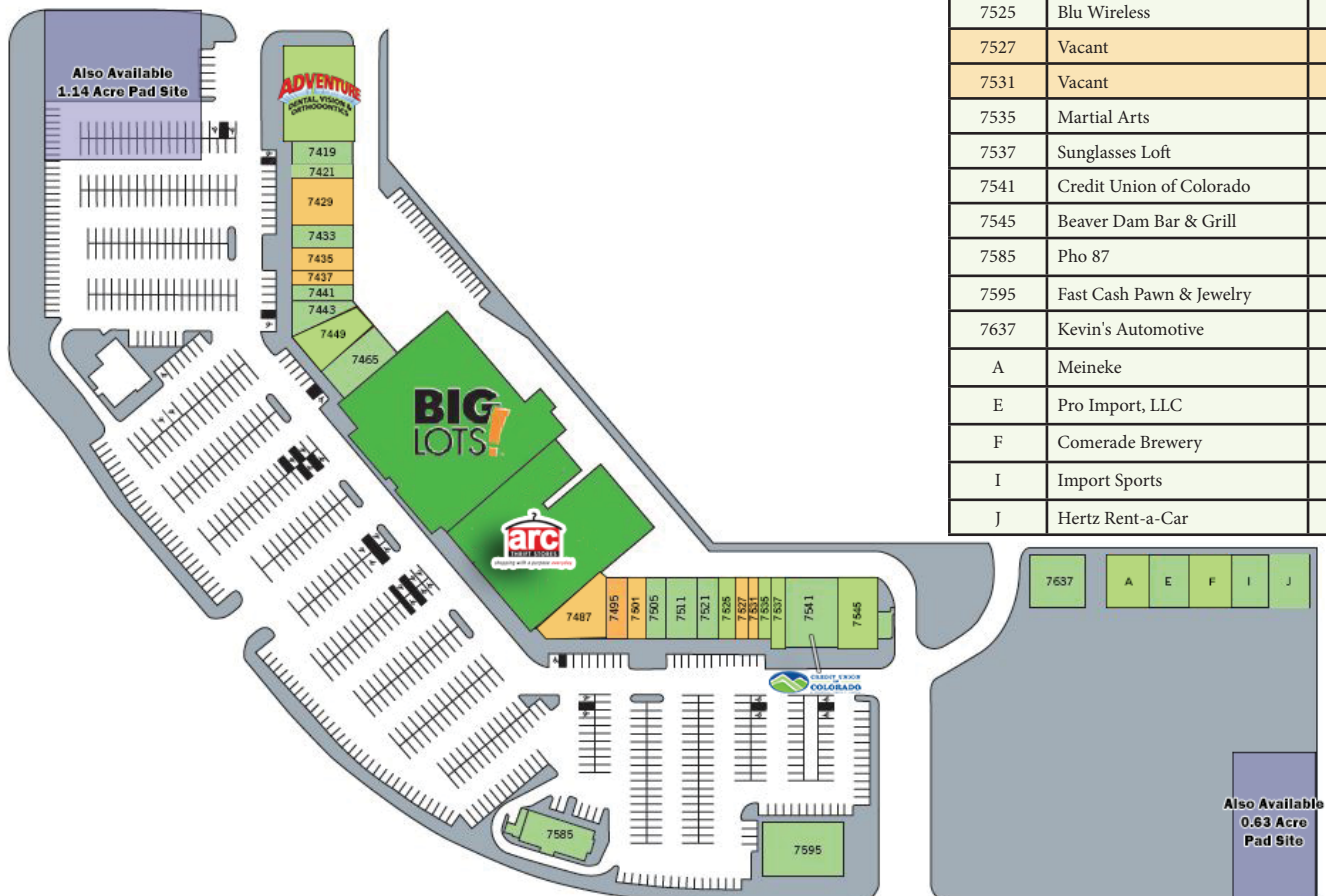 7525 Blu Wireless
7527 Vacant
7531 Vacant
7535 Martial Arts
7537 Sunglasses Loft
7541 Credit Union of Colorado
7545 Beaver Dam Bar & Grill
7585 Pho 87
7595 Fast Cash Pawn & Jewelry
7637 Kevin's Automotive
A Meineke
E Pro Import, LLC
F Comerade Brewery
I Import Sports
J Hertz Rent-a-Car
Also Available
1.14 Acre Pad Site
ADVENTURE
DENTAL, VISION &
ORTHODONTICS
7419
7421
7429
7433
7435
7437
7441
7443
7449
7465
BIG
LOTS!
arc
THRIFT STORES
shopping with a purpose everyday
7487
7495
7501
7505
7511
7521
7525
7527
7531
7535
7537
7541
7545
CREDIT UNION
OF
COLORADO
7637
A
E
F
I
J
7585
7595
Also Available
0.63 Acre
Pad Site